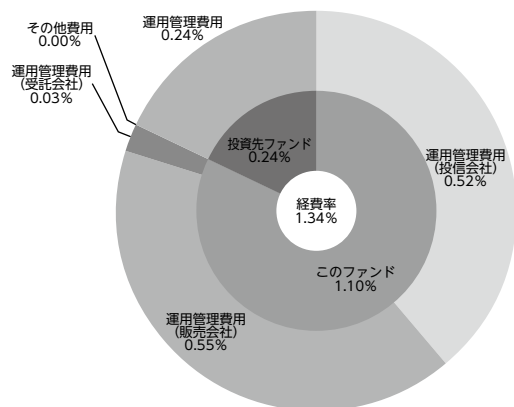 その他費用
0.00%
運用管理費用
0.24%
運用管理費用
(受託会社)
0.03%
投資先ファンド
0.24%
運用管理費用
(投信会社)
0.52%
経費率
1.34%
このファンド
1.10%
運用管理費用
(販売会社)
0.55%